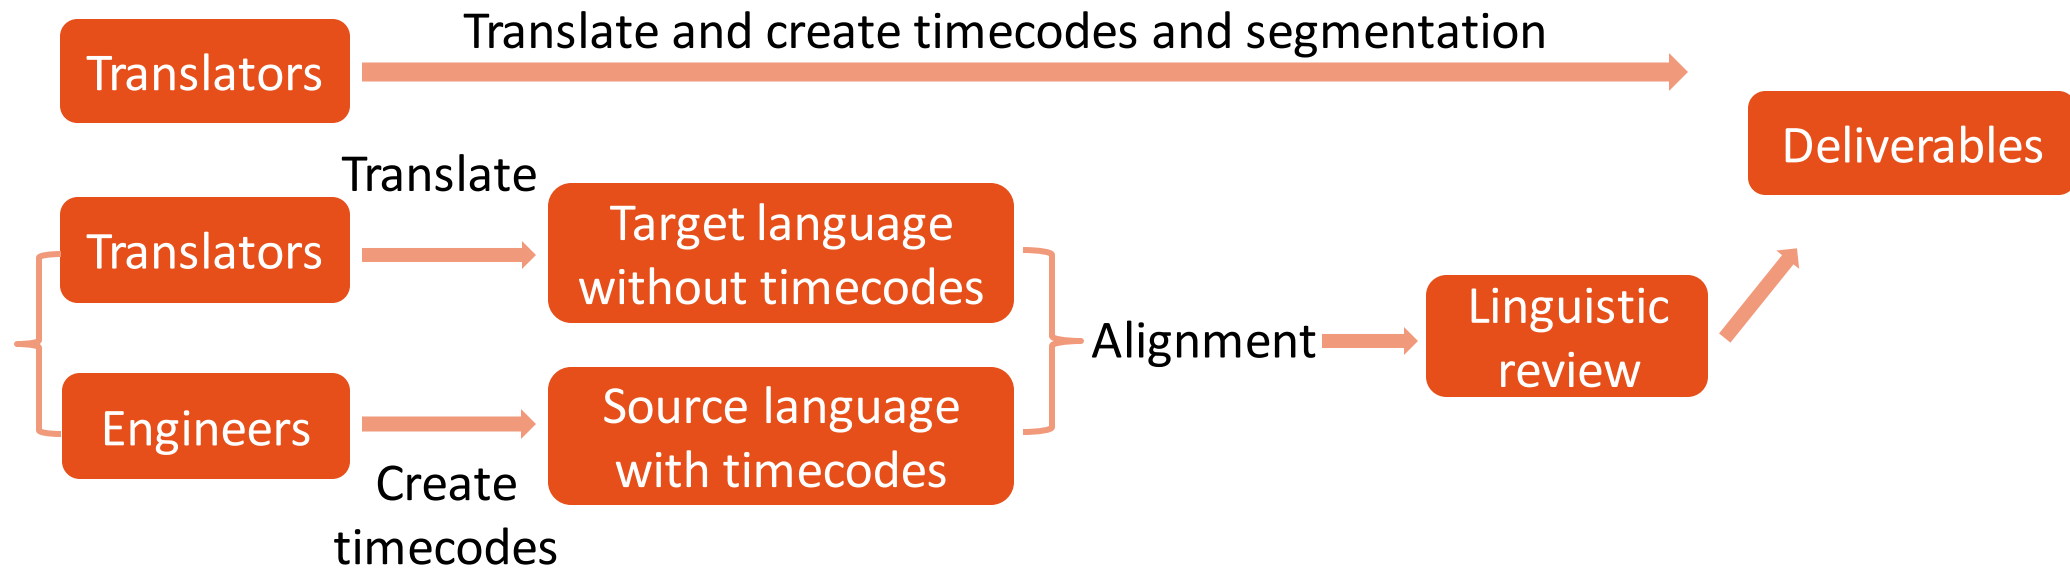 Translate and create timecodes and segmentation
Translators
Deliverables
Translate
Translators
Target language
without timecodes
Alignment
Linguistic
review
Engineers
Source language
with timecodes
Create
timecodes